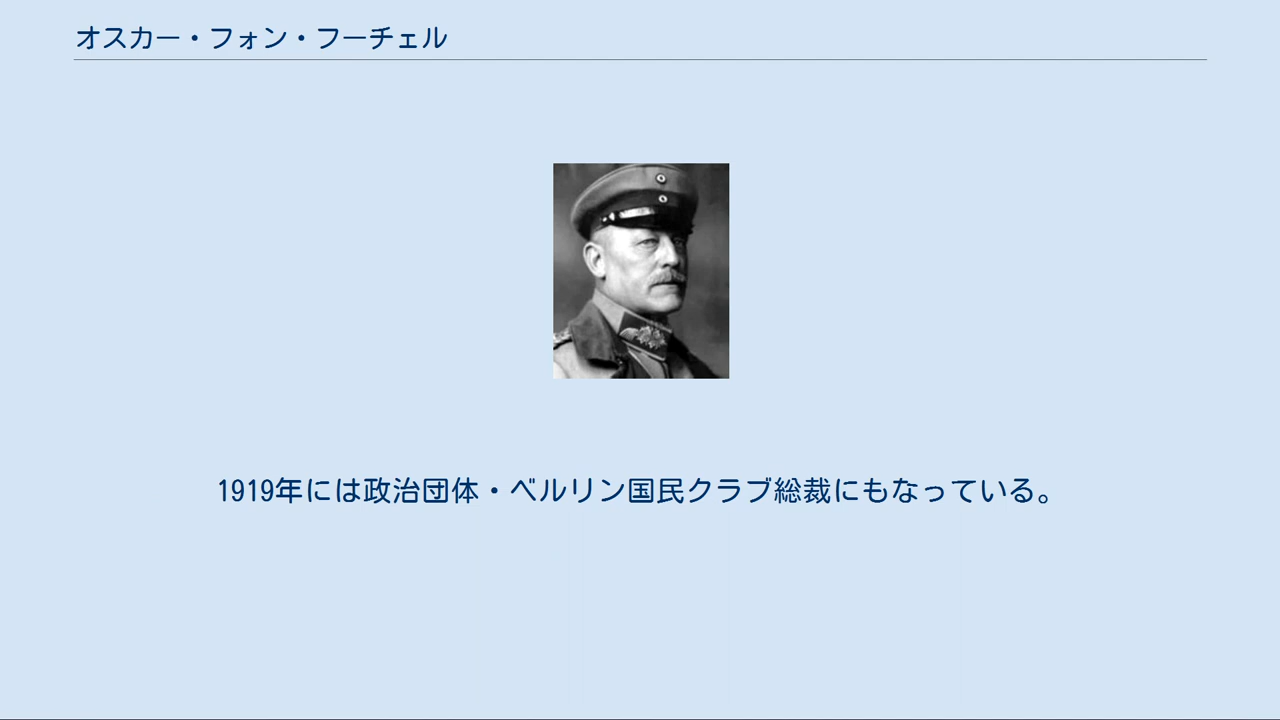 オスカー・フォン・フーチェル
1919年には政治団体・ベルリン国民クラブ総裁にもなっている。